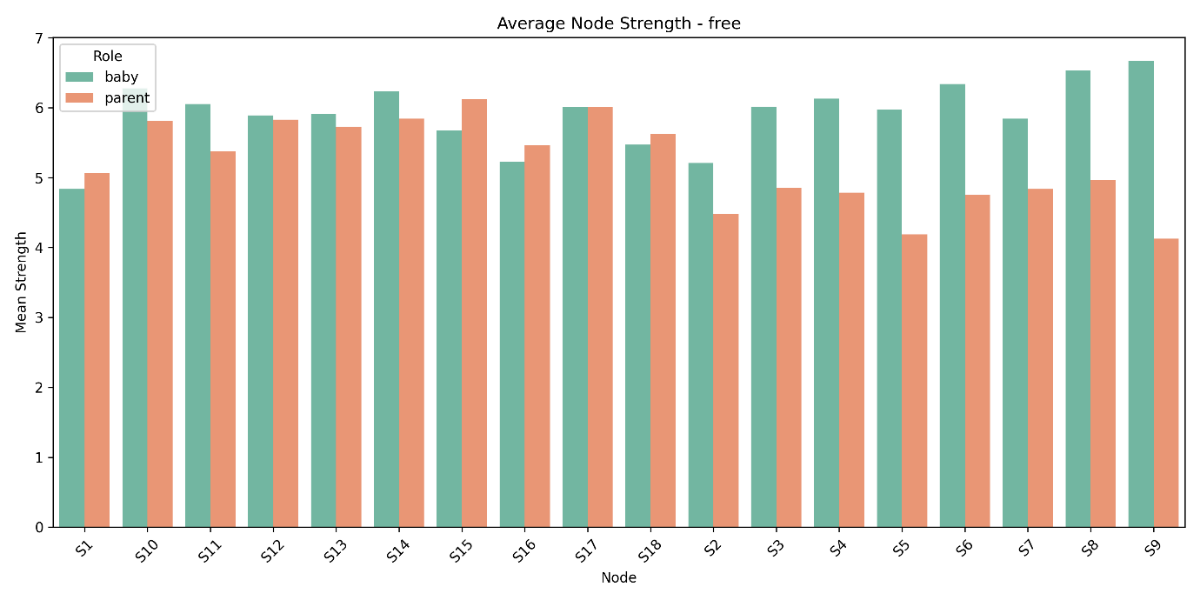 Average Node Strength - free
Role
baby
parent
Mean Strength
7
6
5
4
3
2
1
0
S1 S10 S11 S12 S13 S14 S15 S16 S17 S18 S2 S3 S4 S5 S6 S7 S8 S9
Node